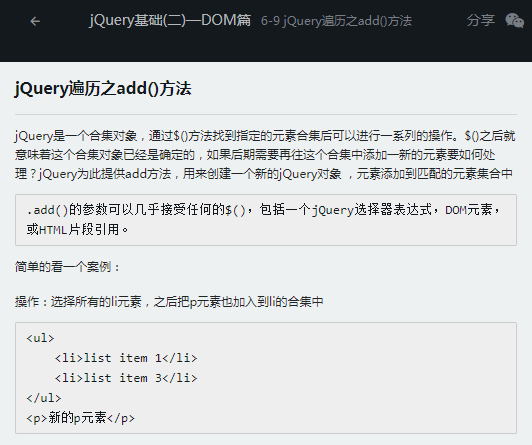 jQuery基础(二)—DOM篇 6-9 jQuery遍历之add()方法 分享
jQuery遍历之add()方法
jQuery是一个合集对象，通过$()方法找到指定的元素合集后可以进行一系列的操作。$()之后就
意味着这个合集对象已经是确定的，如果后期需要再往这个合集中添加一新的元素要如何处
理？jQuery为此提供add方法，用来创建一个新的jQuery对象 ，元素添加到匹配的元素集合中
.add()的参数可以几乎接受任何的$()，包括一个jQuery选择器表达式，DOM元素，
或HTML片段引用。
简单的看一个案例：
操作：选择所有的li元素，之后把p元素也加入到li的合集中
<ul>
    <li>list item 1</li>
    <li>list item 3</li>
</ul>
<p>新的p元素</p>